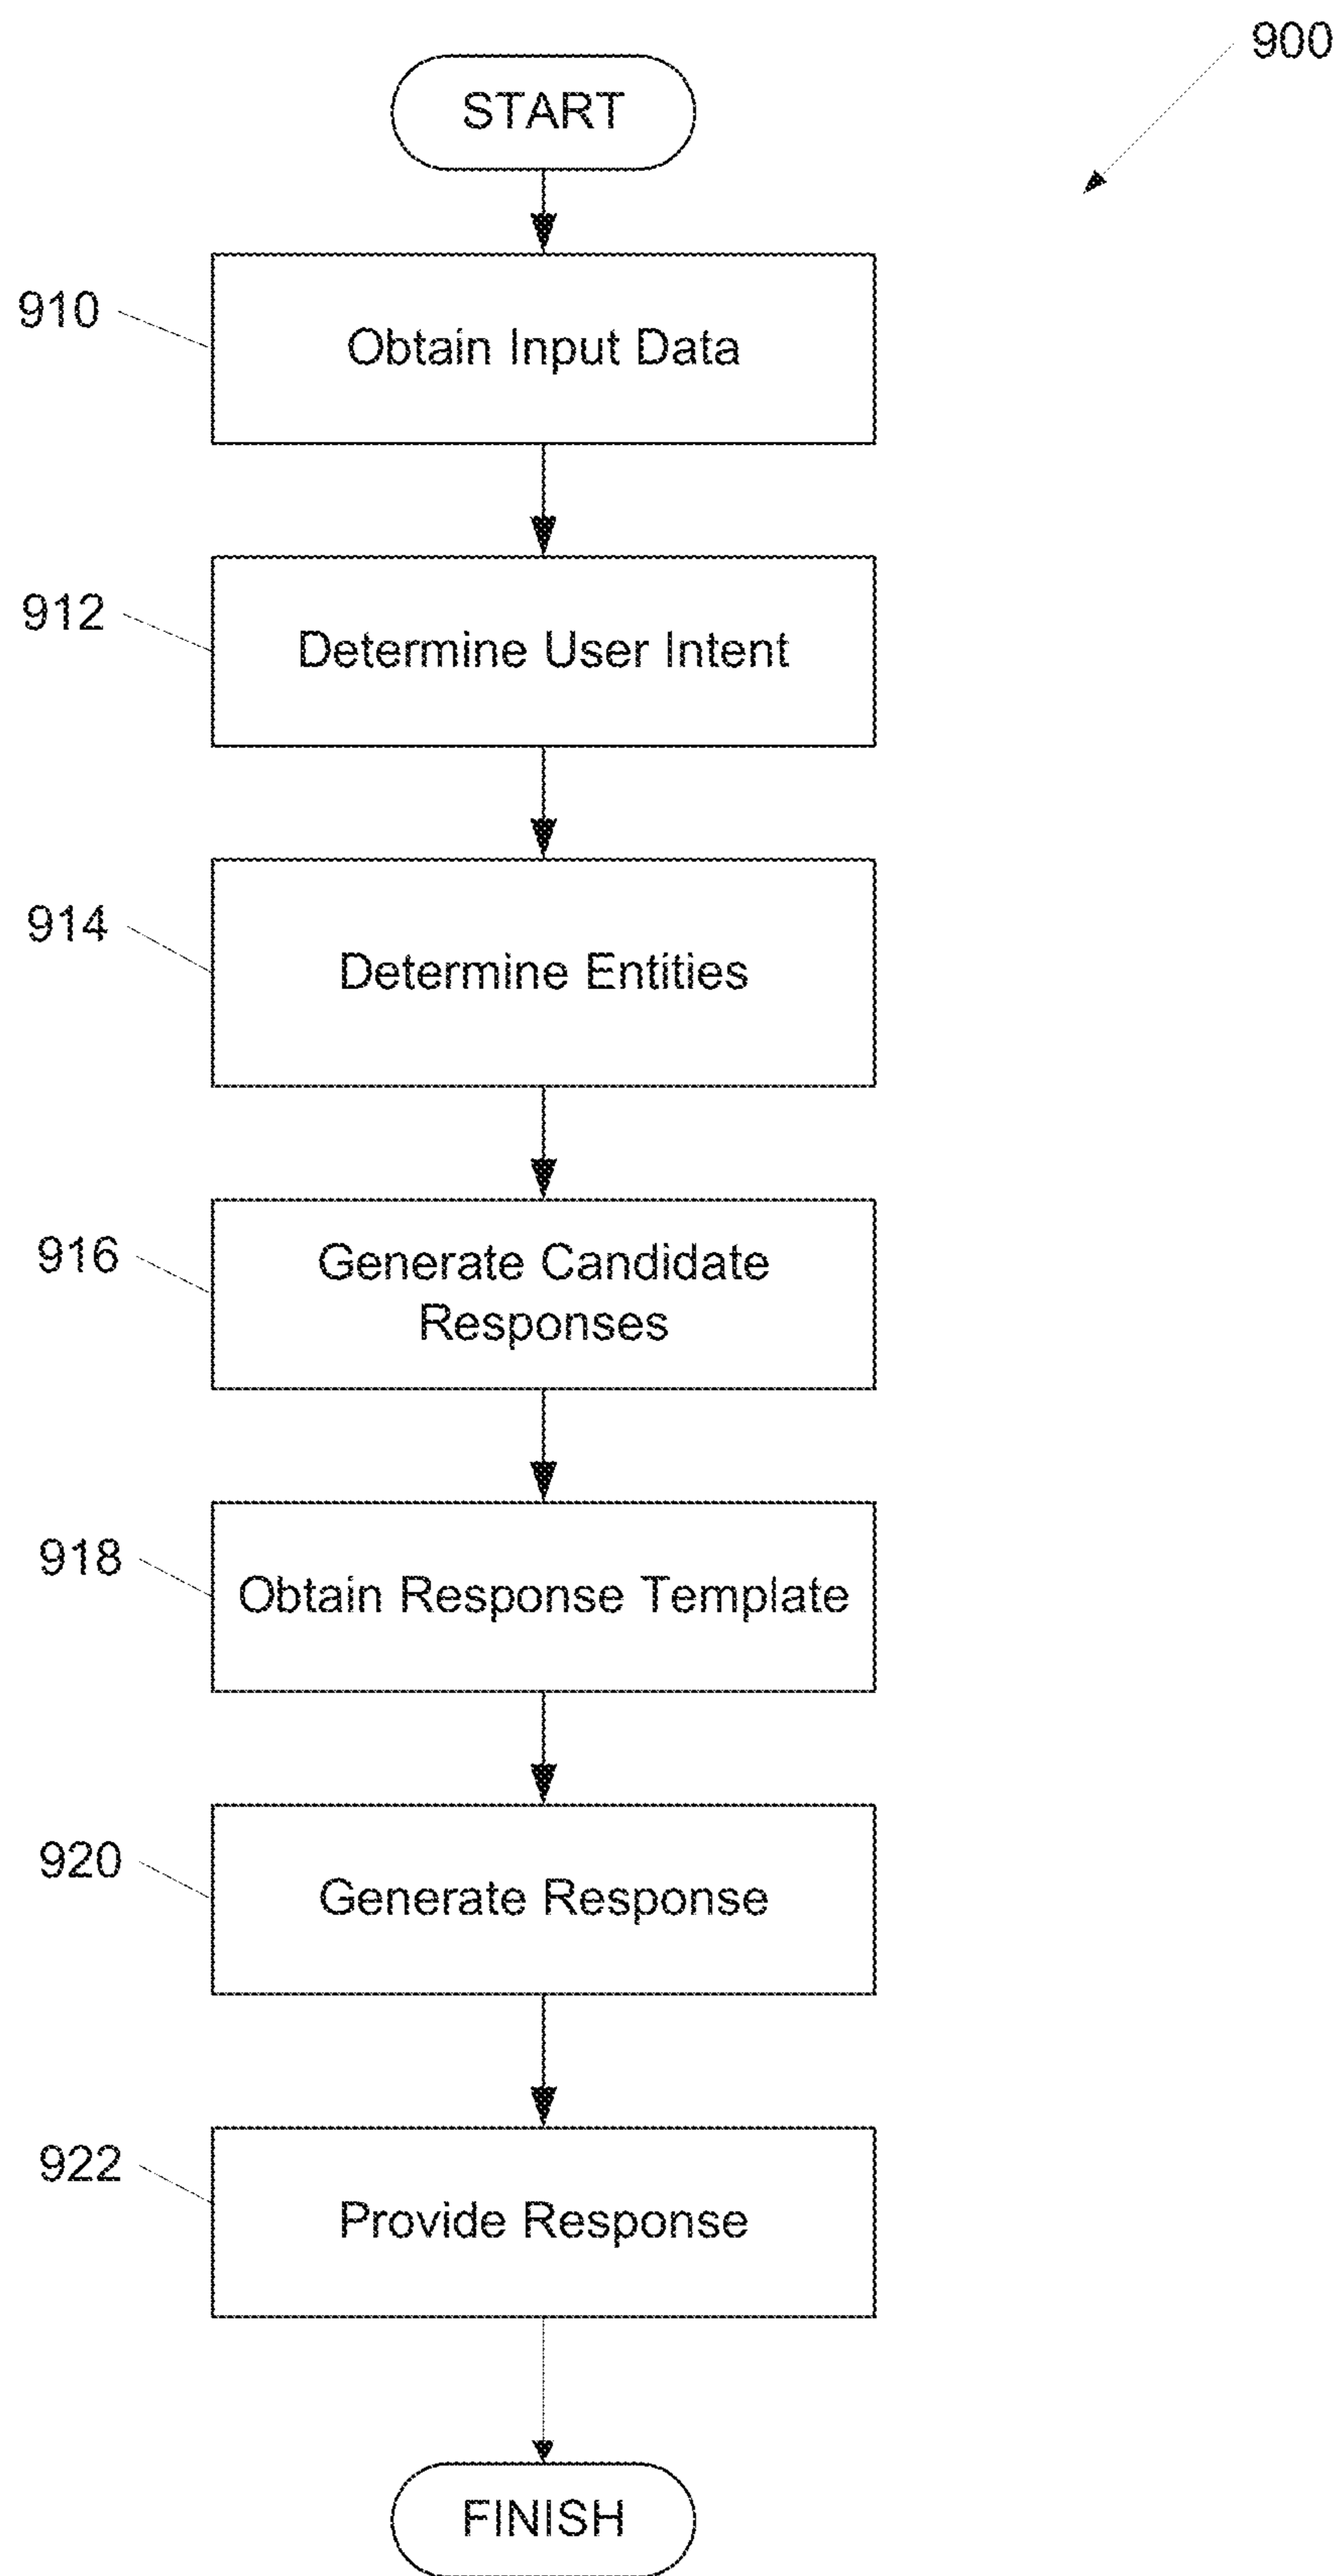 900
START
910
Obtain Input Data
912
Determine User Intent
914
Determine Entities
916
Generate Candidate
Responses
918
Obtain Response Template
920
Generate Response
922
Provide Response
FINISH